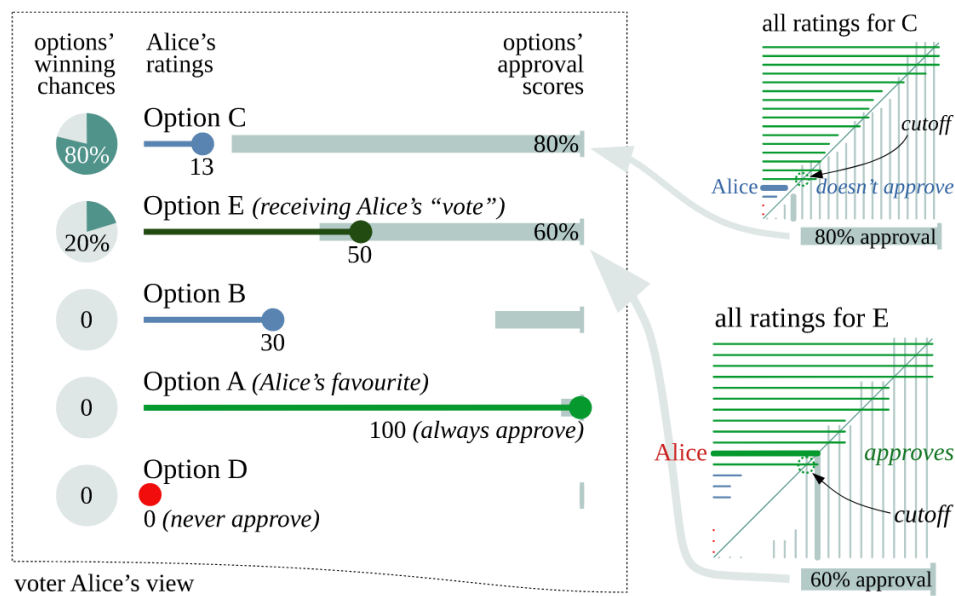 options’
winning
chances
Alice’s
ratings
options’
approval
scores
Option C
80%
13
80%
Option E (receiving Alice’s “vote”)
20%
50
60%
Option B
0
30
Option A (Alice’s favourite)
0
100 (always approve)
Option D
0
0 (never approve)
voter Alice’s view
all ratings for C
cutoff
Alice
doesn’t approve
80% approval
all ratings for E
Alice
approves
cutoff
60% approval